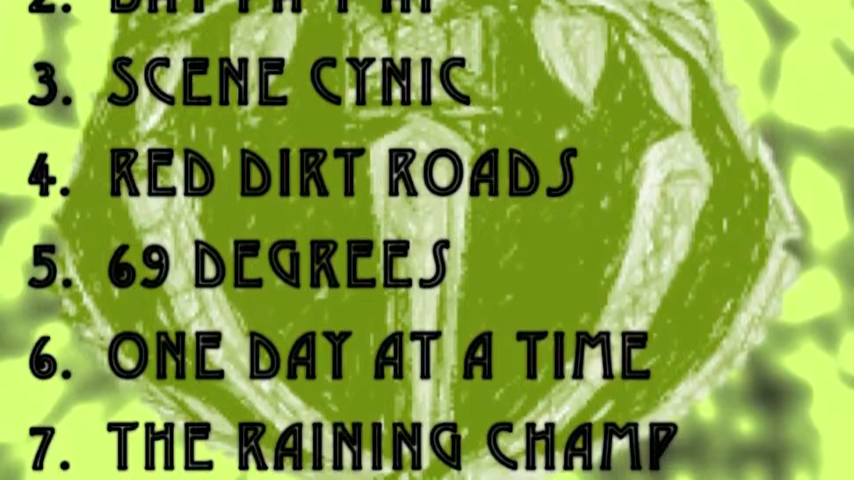 2.
3. SCENE CYNIC
4. RED DIRT ROADS
5. 69 DEGREES
6. ONE DAY AT A TIME
7. THE RAINING CHAMP